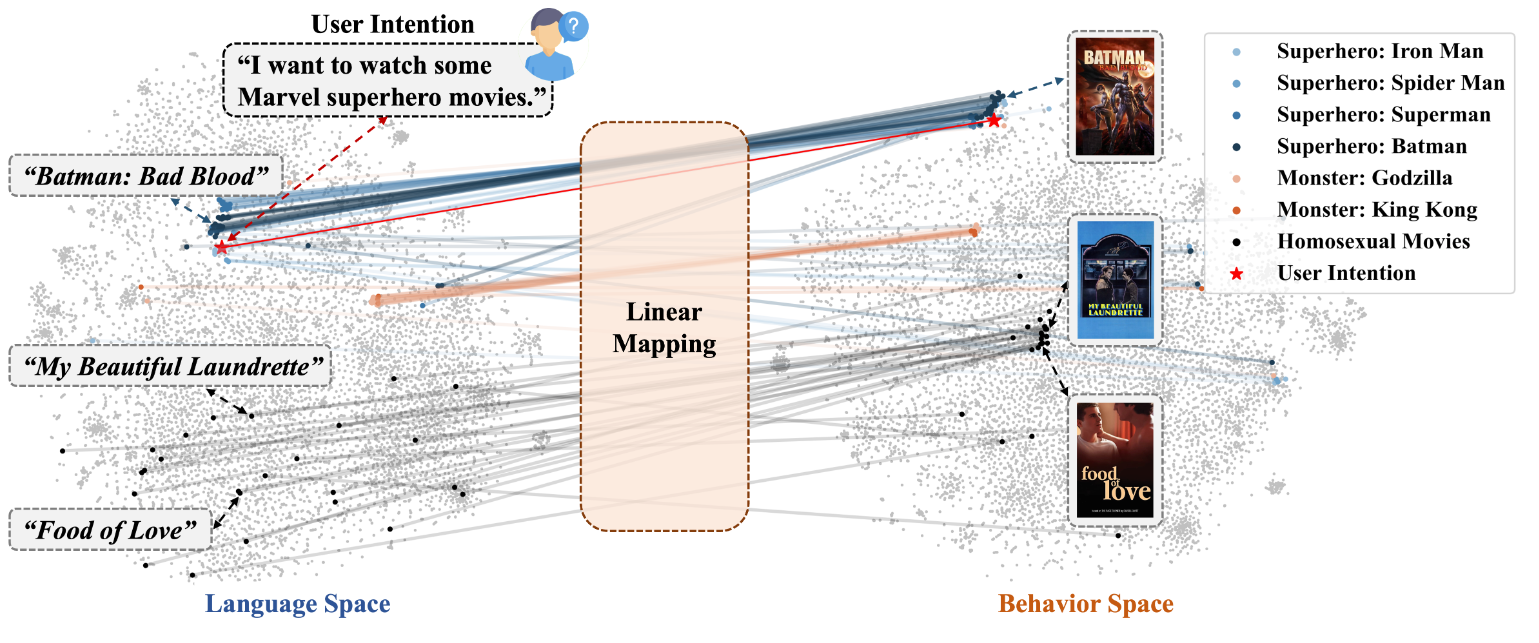 User Intention
?
“I want to watch some
Marvel superhero movies.”
“Batman: Bad Blood”
“My Beautiful Laundrette”
“Food of Love”
Linear
Mapping
BATMAN
MY BEAUTIFUL
LAUNDRETTE
food
of
love
Superhero: Iron Man
Superhero: Spider Man
Superhero: Superman
Superhero: Batman
Monster: Godzilla
Monster: King Kong
Homosexual Movies
User Intention
Language Space
Behavior Space